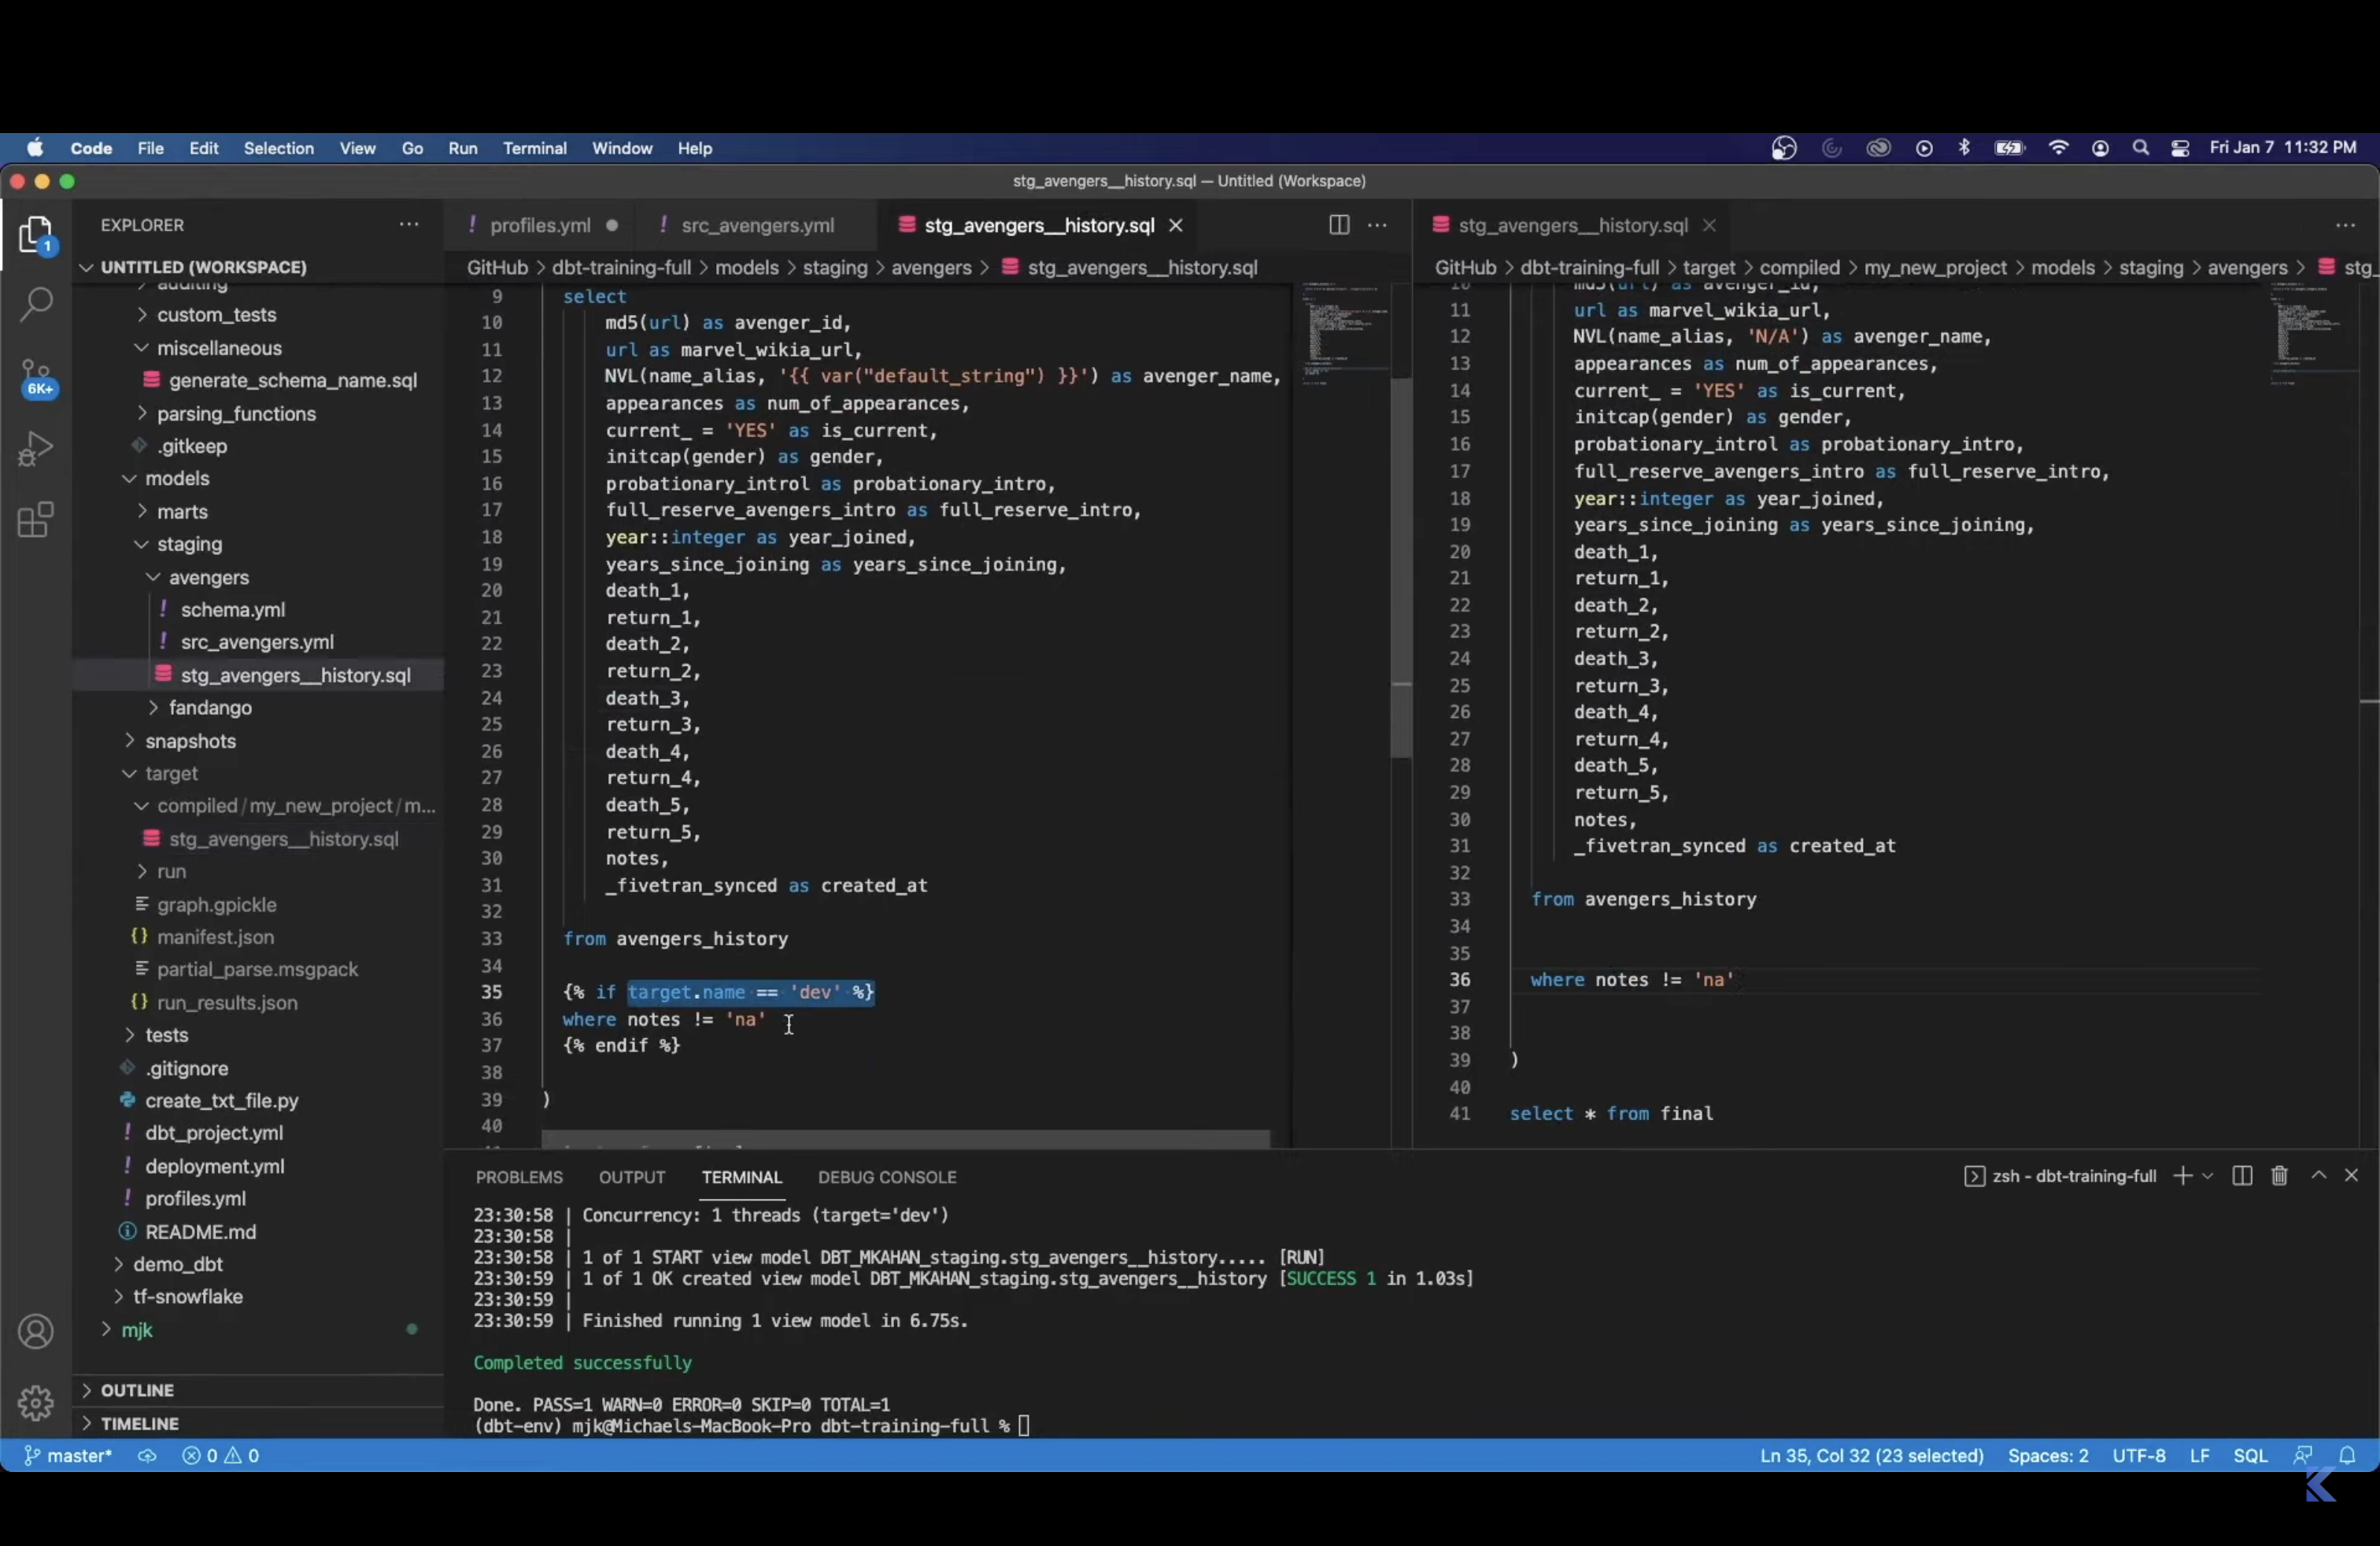 Code File Edit Selection View Go Run Terminal Window Help Fri Jan 7 11:32 PM
stg_avengers__history.sql — Untitled (Workspace)
EXPLORER
1
6K+
UNTITLED (WORKSPACE)
auditing
custom_tests
miscellaneous
generate_schema_name.sql
parsing_functions
.gitkeep
models
marts
staging
avengers
schema.yml
src_avengers.yml
stg_avengers__history.sql
fandango
snapshots
target
compiled/my_new_project/m...
stg_avengers__history.sql
run
graph.gpickle
manifest.json
partial_parse.msgpack
run_results.json
tests
.gitignore
create_txt_file.py
dbt_project.yml
deployment.yml
profiles.yml
README.md
demo_dbt
tf-snowflake
mjk
OUTLINE
TIMELINE
profiles.yml src_avengers.yml stg_avengers__history.sql
GitHub > dbt-training-full > models > staging > avengers > stg_avengers__history.sql
9 select
10 md5(url) as avenger_id,
11 url as marvel_wikia_url,
12 NVL(name_alias, '{{ var("default_string") }}') as avenger_name,
13 appearances as num_of_appearances,
14 current_ = 'YES' as is_current,
15 initcap(gender) as gender,
16 probationary_introl as probationary_intro,
17 full_reserve_avengers_intro as full_reserve_intro,
18 year::integer as year_joined,
19 years_since_joining as years_since_joining,
20 death_1,
21 return_1,
22 death_2,
23 return_2,
24 death_3,
25 return_3,
26 death_4,
27 return_4,
28 death_5,
29 return_5,
30 notes,
31 _fivetran_synced as created_at
32
33 from avengers_history
34
35 {% if target.name == 'dev' %}
36 where notes != 'na'
37 {% endif %}
38
39 )
40
stg_avengers__history.sql
GitHub > dbt-training-full > target > compiled > my_new_project > models > staging > avengers > stg_
10 md5(url) as avenger_id,
11 url as marvel_wikia_url,
12 NVL(name_alias, 'N/A') as avenger_name,
13 appearances as num_of_appearances,
14 current_ = 'YES' as is_current,
15 initcap(gender) as gender,
16 probationary_introl as probationary_intro,
17 full_reserve_avengers_intro as full_reserve_intro,
18 year::integer as year_joined,
19 years_since_joining as years_since_joining,
20 death_1,
21 return_1,
22 death_2,
23 return_2,
24 death_3,
25 return_3,
26 death_4,
27 return_4,
28 death_5,
29 return_5,
30 notes,
31 _fivetran_synced as created_at
32
33 from avengers_history
34
35
36 where notes != 'na'
37
38
39 )
40
41 select * from final
PROBLEMS OUTPUT TERMINAL DEBUG CONSOLE zsh - dbt-training-full
23:30:58 | Concurrency: 1 threads (target='dev')
23:30:58 |
23:30:58 | 1 of 1 START view model DBT_MKAHAN_staging.stg_avengers__history..... [RUN]
23:30:59 | 1 of 1 OK created view model DBT_MKAHAN_staging.stg_avengers__history [SUCCESS 1 in 1.03s]
23:30:59 |
23:30:59 | Finished running 1 view model in 6.75s.
Completed successfully
Done. PASS=1 WARN=0 ERROR=0 SKIP=0 TOTAL=1
(dbt-env) mjk@Michaels-MacBook-Pro dbt-training-full %
master* 0 0 Ln 35, Col 32 (23 selected) Spaces: 2 UTF-8 LF SQL